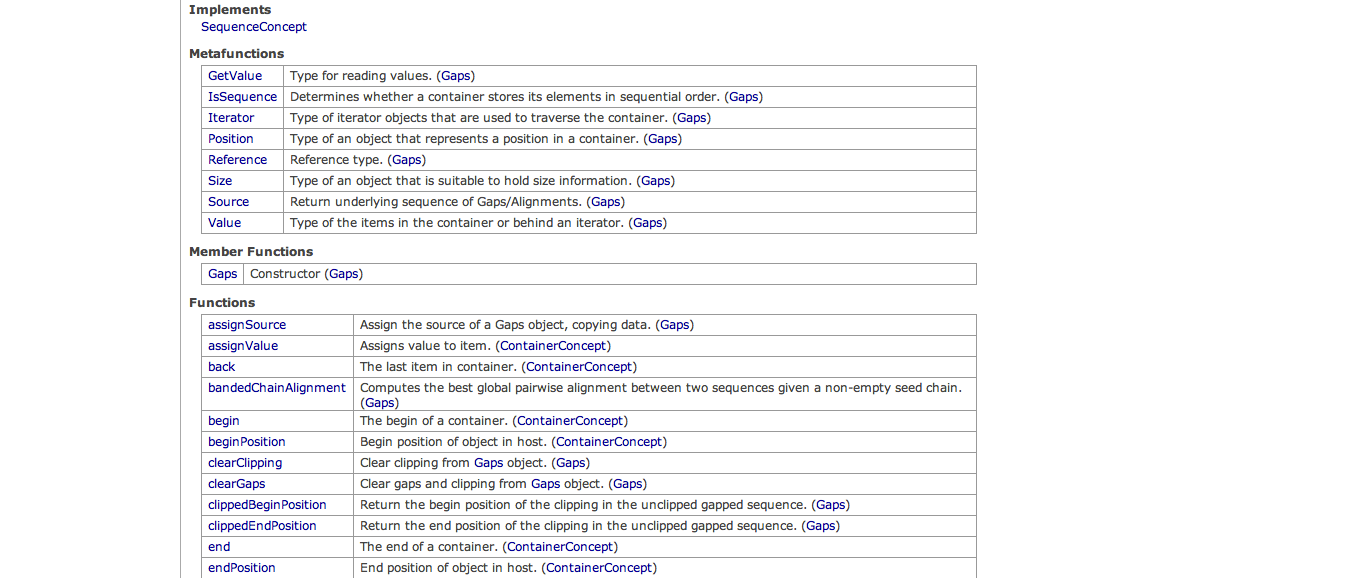 Implements
SequenceConcept
Metafunctions
GetValue Type for reading values. (Gaps)
IsSequence Determines whether a container stores its elements in sequential order. (Gaps)
Iterator Type of iterator objects that are used to traverse the container. (Gaps)
Position Type of an object that represents a position in a container. (Gaps)
Reference Reference type. (Gaps)
Size Type of an object that is suitable to hold size information. (Gaps)
Source Return underlying sequence of Gaps/Alignments. (Gaps)
Value Type of the items in the container or behind an iterator. (Gaps)
Member Functions
Gaps Constructor (Gaps)
Functions
assignSource Assign the source of a Gaps object, copying data. (Gaps)
assignValue Assigns value to item. (ContainerConcept)
back The last item in container. (ContainerConcept)
bandedChainAlignment Computes the best global pairwise alignment between two sequences given a non-empty seed chain.
(Gaps)
begin The begin of a container. (ContainerConcept)
beginPosition Begin position of object in host. (ContainerConcept)
clearClipping Clear clipping from Gaps object. (Gaps)
clearGaps Clear gaps and clipping from Gaps object. (Gaps)
clippedBeginPosition Return the begin position of the clipping in the unclipped gapped sequence. (Gaps)
clippedEndPosition Return the end position of the clipping in the unclipped gapped sequence. (Gaps)
end The end of a container. (ContainerConcept)
endPosition End position of object in host. (ContainerConcept)